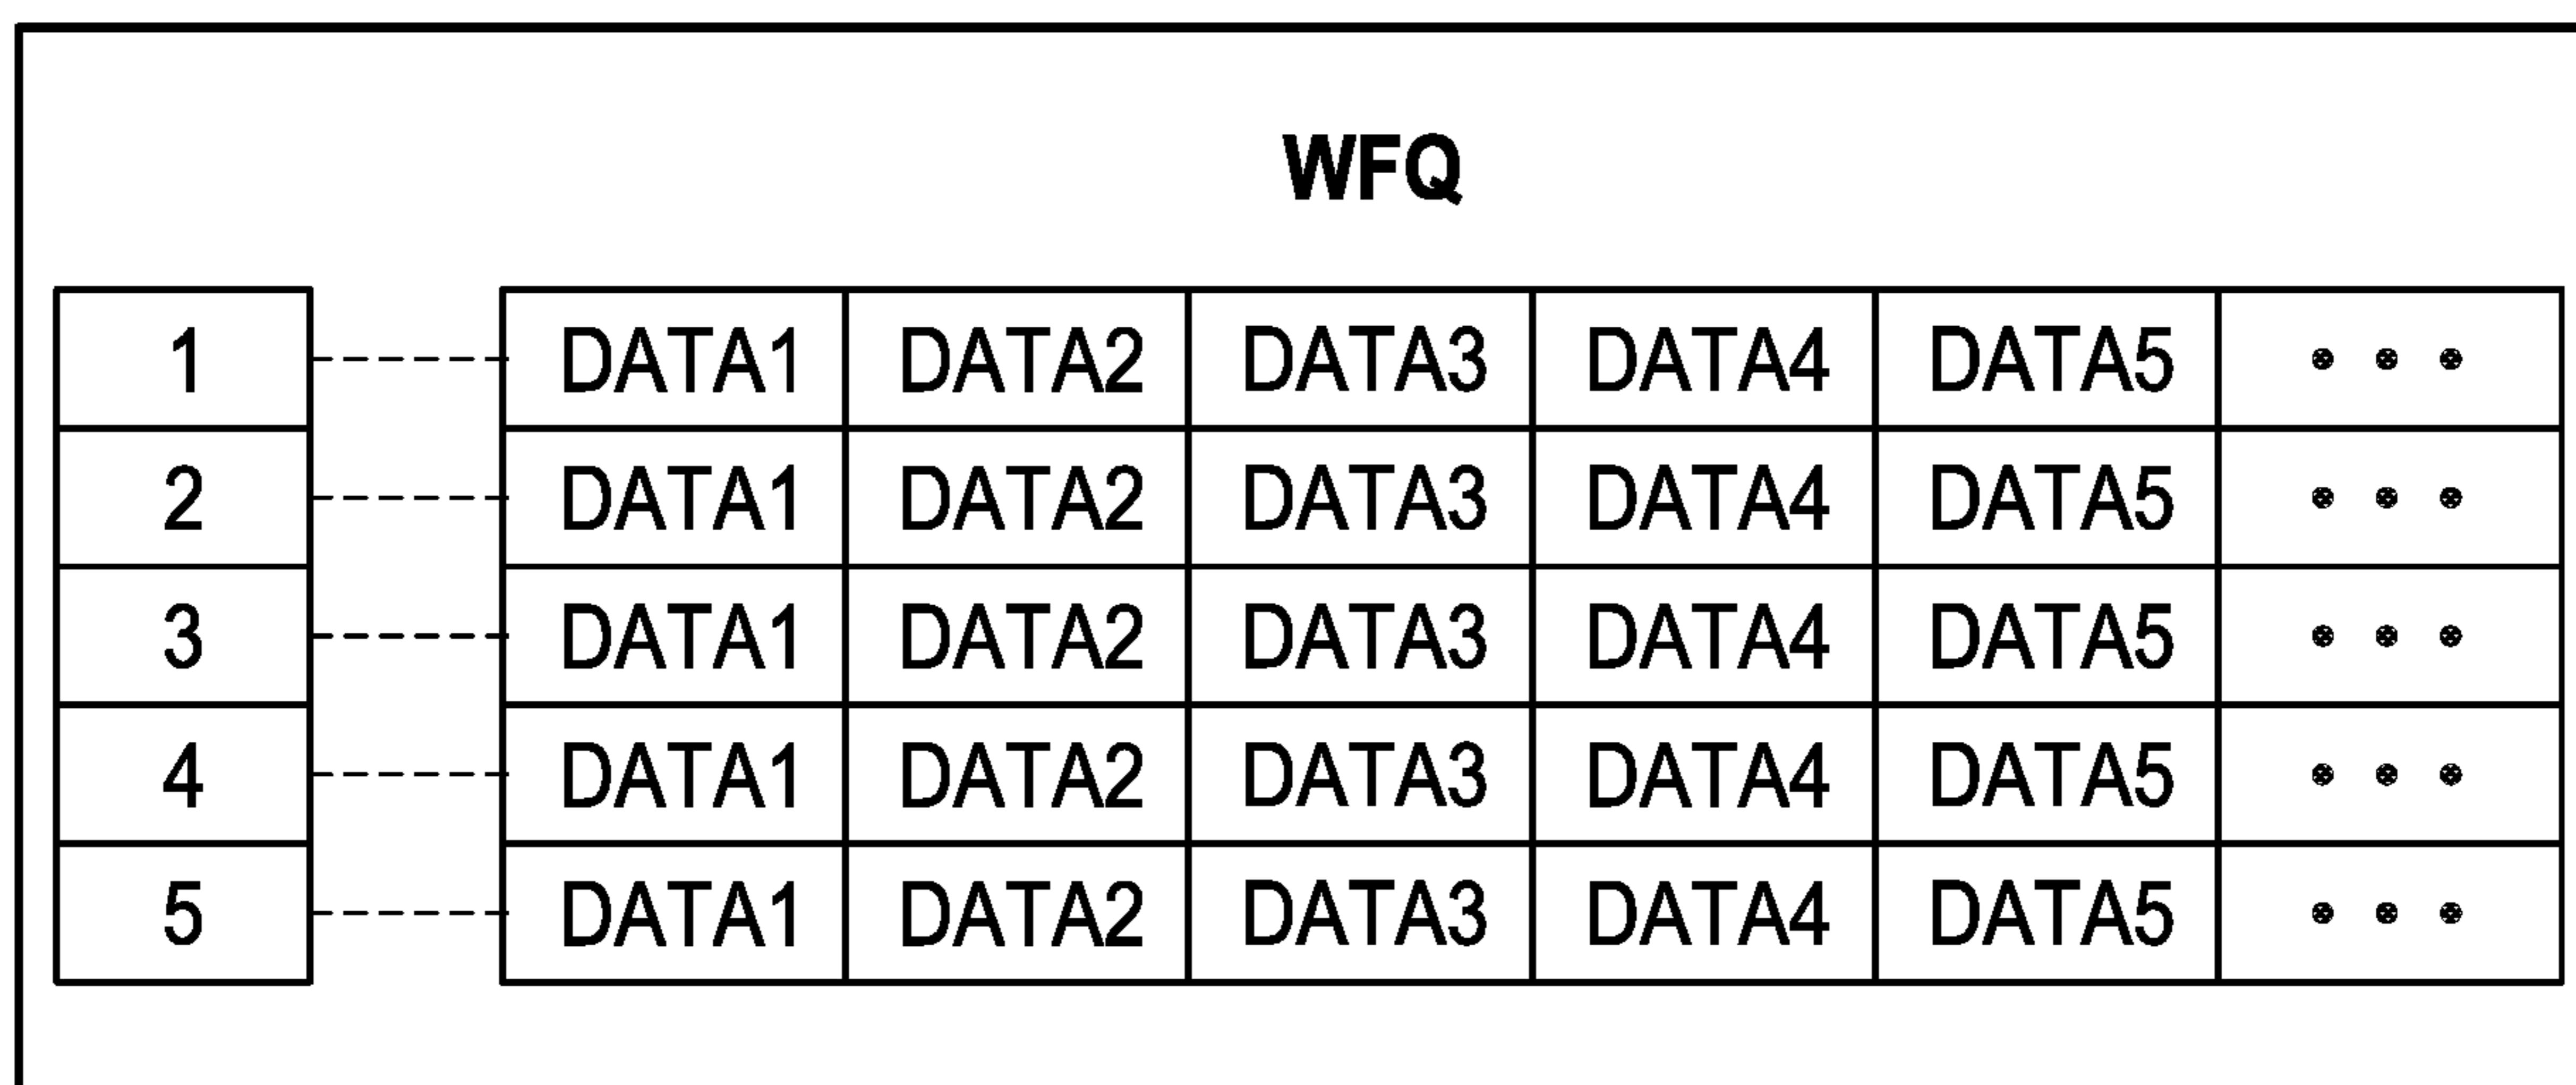 WFQ
1 DATA1 DATA2 DATA3 DATA4 DATA5 • • •
2 DATA1 DATA2 DATA3 DATA4 DATA5 • • •
3 DATA1 DATA2 DATA3 DATA4 DATA5 • • •
4 DATA1 DATA2 DATA3 DATA4 DATA5 • • •
5 DATA1 DATA2 DATA3 DATA4 DATA5 • • •